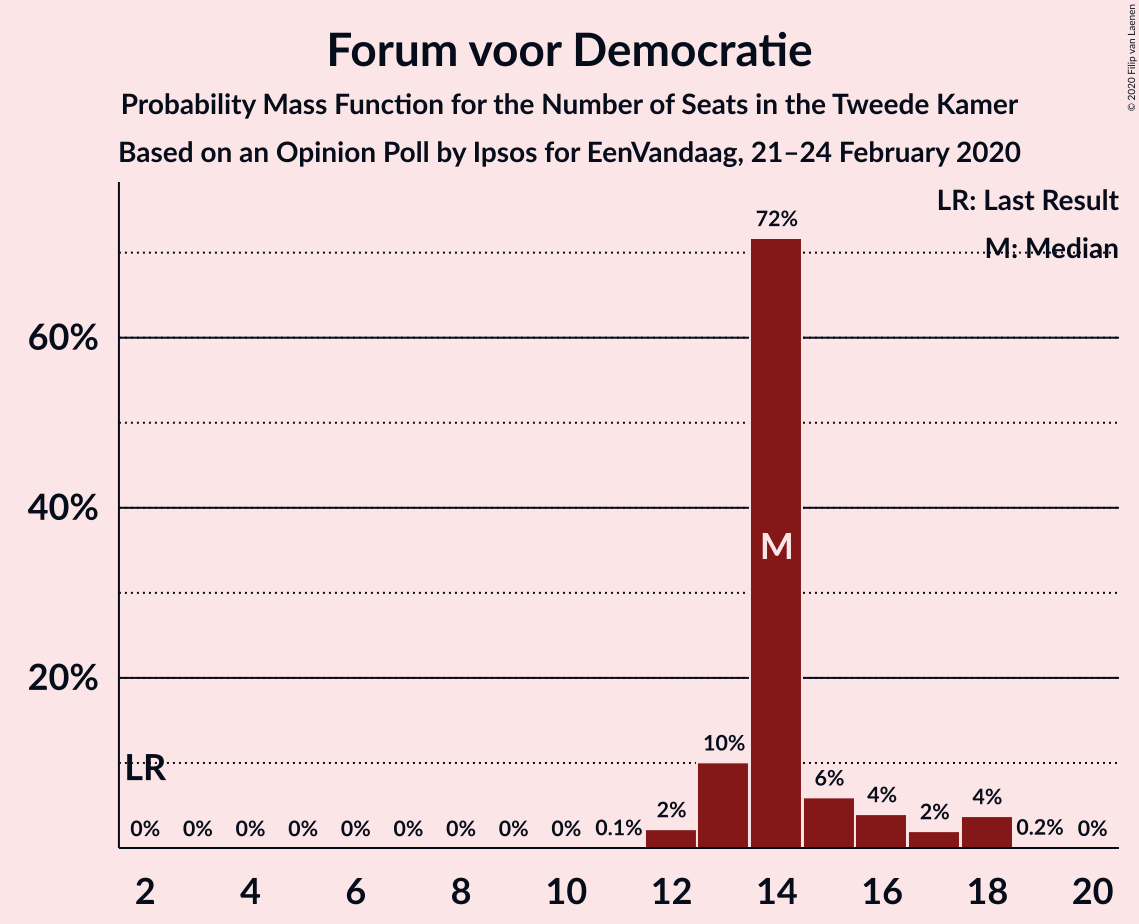 Forum voor Democratie
Probability Mass Function for the Number of Seats in the Tweede Kamer
Based on an Opinion Poll by Ipsos for EenVandaag, 21–24 February 2020
© 2020 Filip van Laenen
LR: Last Result
M: Median
72%
60%
40%
M
20%
10%
LR
6%
4%
4%
2%
2%
0% 0% 0% 0% 0% 0% 0% 0% 0% 0.1% 0.2% 0%
2 4 6 8 10 12 14 16 18 20